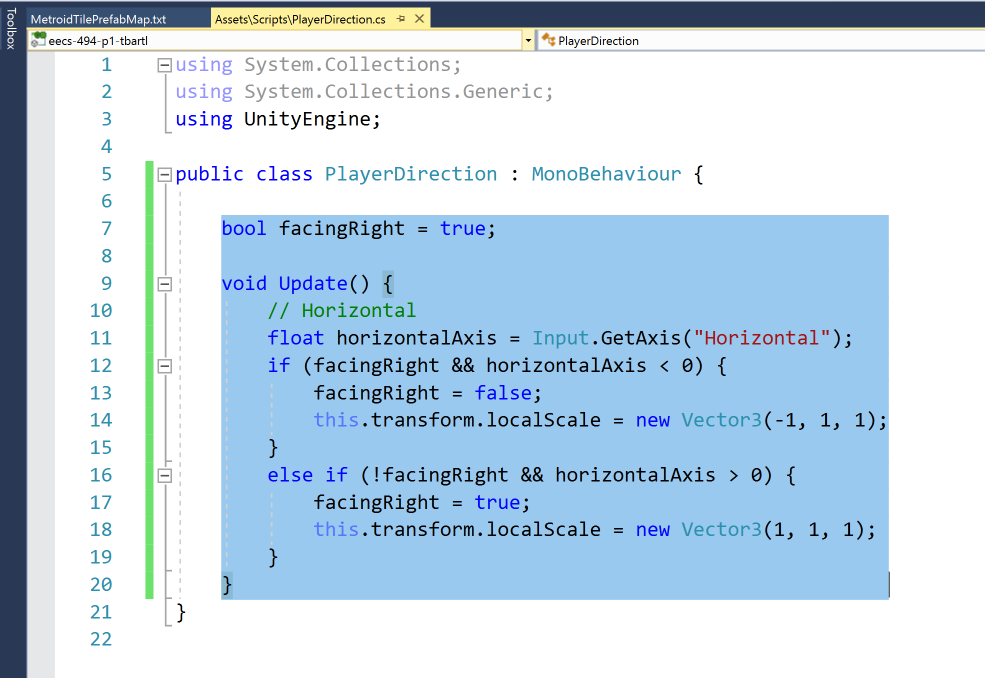 Toolbox
MetroidTilePrefabMap.txt
Assets\Scripts\PlayerDirection.cs
eecs-494-p1-tbartl
PlayerDirection
1 using System.Collections;
2 using System.Collections.Generic;
3 using UnityEngine;
4
5 public class PlayerDirection : MonoBehaviour {
6
7 bool facingRight = true;
8
9 void Update() {
10 // Horizontal
11 float horizontalAxis = Input.GetAxis("Horizontal");
12 if (facingRight && horizontalAxis < 0) {
13 facingRight = false;
14 this.transform.localScale = new Vector3(-1, 1, 1);
15 }
16 else if (!facingRight && horizontalAxis > 0) {
17 facingRight = true;
18 this.transform.localScale = new Vector3(1, 1, 1);
19 }
20 }
21 }
22